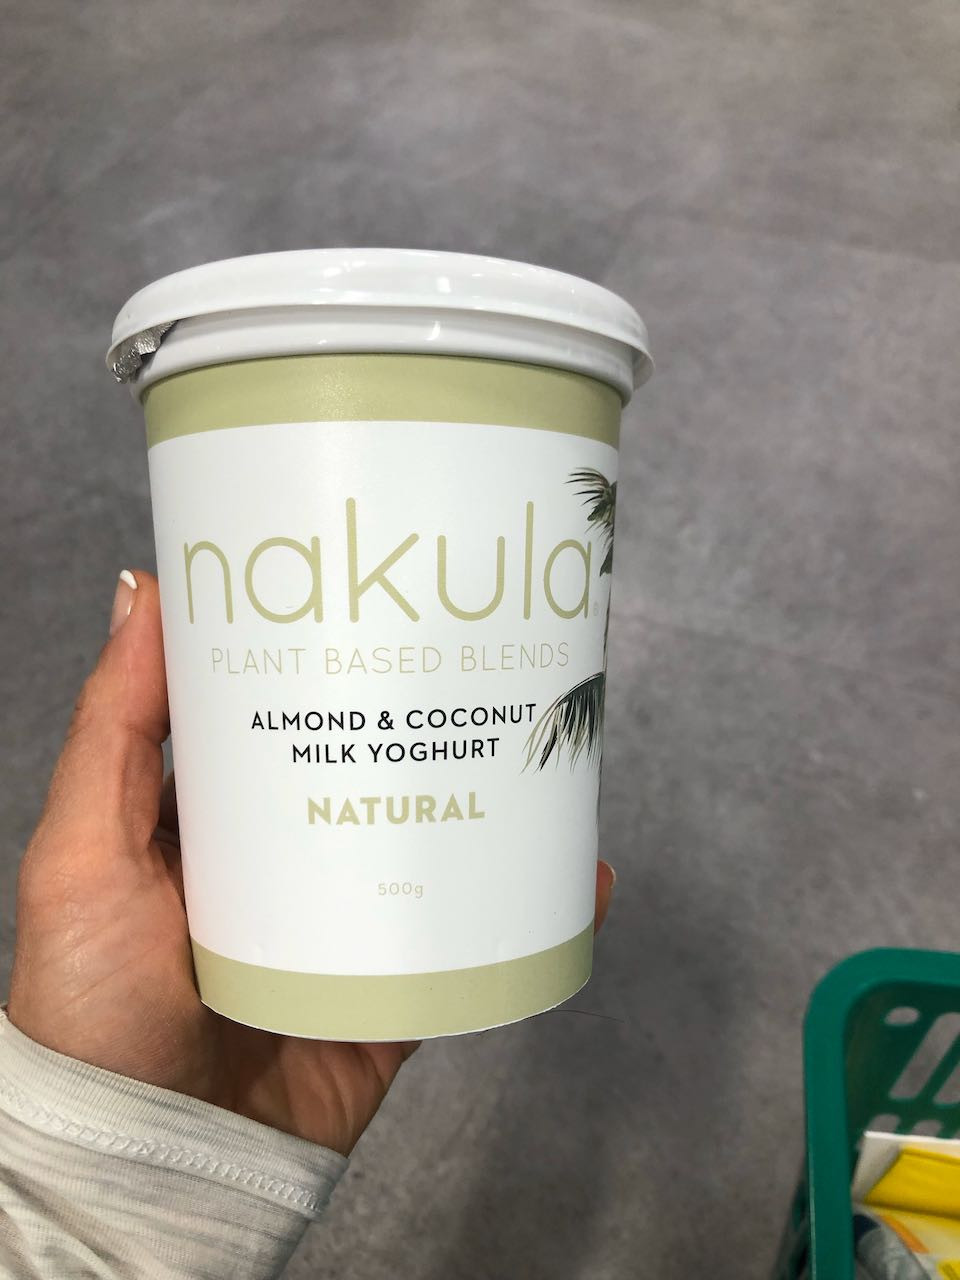 nakula®
PLANT BASED BLENDS
ALMOND & COCONUT
MILK YOGHURT
NATURAL
500g